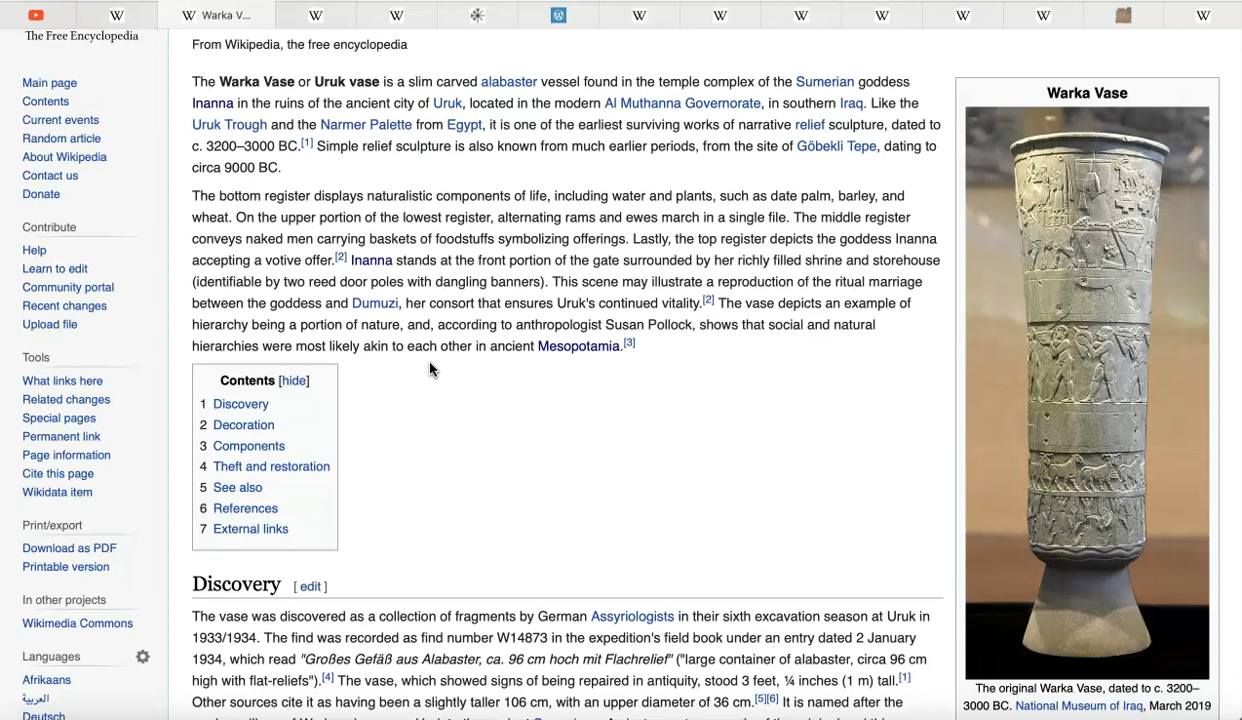 Warka V...
The Free Encyclopedia
Main page
Contents
Current events
Random article
About Wikipedia
Contact us
Donate
Contribute
Help
Learn to edit
Community portal
Recent changes
Upload file
Tools
What links here
Related changes
Special pages
Permanent link
Page information
Cite this page
Wikidata item
Print/export
Download as PDF
Printable version
In other projects
Wikimedia Commons
Languages
Afrikaans
العربية
Deutsch
From Wikipedia, the free encyclopedia
The Warka Vase or Uruk vase is a slim carved alabaster vessel found in the temple complex of the Sumerian goddess
Inanna in the ruins of the ancient city of Uruk, located in the modern Al Muthanna Governorate, in southern Iraq. Like the
Uruk Trough and the Narmer Palette from Egypt, it is one of the earliest surviving works of narrative relief sculpture, dated to
c. 3200–3000 BC.[1] Simple relief sculpture is also known from much earlier periods, from the site of Göbekli Tepe, dating to
circa 9000 BC.
The bottom register displays naturalistic components of life, including water and plants, such as date palm, barley, and
wheat. On the upper portion of the lowest register, alternating rams and ewes march in a single file. The middle register
conveys naked men carrying baskets of foodstuffs symbolizing offerings. Lastly, the top register depicts the goddess Inanna
accepting a votive offer.[2] Inanna stands at the front portion of the gate surrounded by her richly filled shrine and storehouse
(identifiable by two reed door poles with dangling banners). This scene may illustrate a reproduction of the ritual marriage
between the goddess and Dumuzi, her consort that ensures Uruk's continued vitality.[2] The vase depicts an example of
hierarchy being a portion of nature, and, according to anthropologist Susan Pollock, shows that social and natural
hierarchies were most likely akin to each other in ancient Mesopotamia.[3]
Contents [hide]
1 Discovery
2 Decoration
3 Components
4 Theft and restoration
5 See also
6 References
7 External links
Discovery [ edit ]
The vase was discovered as a collection of fragments by German Assyriologists in their sixth excavation season at Uruk in
1933/1934. The find was recorded as find number W14873 in the expedition's field book under an entry dated 2 January
1934, which read "Großes Gefäß aus Alabaster, ca. 96 cm hoch mit Flachrelief" ("large container of alabaster, circa 96 cm
high with flat-reliefs").[4] The vase, which showed signs of being repaired in antiquity, stood 3 feet, ¼ inches (1 m) tall.[1]
Other sources cite it as having been a slightly taller 106 cm, with an upper diameter of 36 cm.[5][6] It is named after the
Warka Vase
The original Warka Vase, dated to c. 3200–
3000 BC. National Museum of Iraq, March 2019